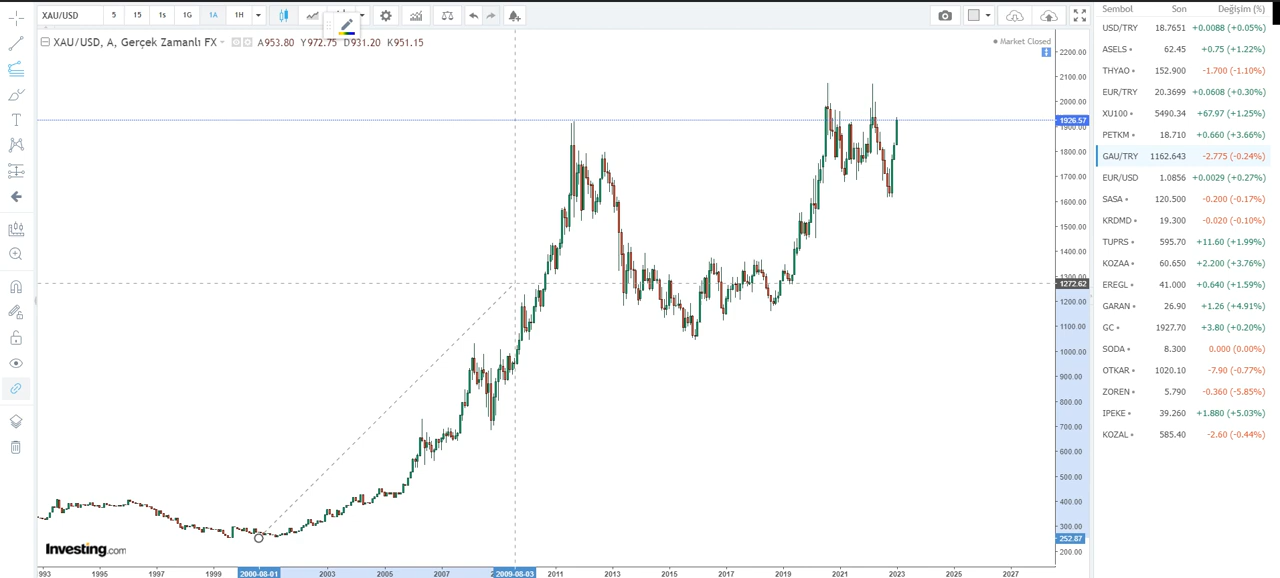 XAU/USD 5 15 1s 1G 1A 1H
XAU/USD, A, Gerçek Zamanlı FX A953.80 Y972.75 D931.20 K951.15
Market Closed
2200.00
2100.00
2000.00
1926.57
1900.00
1800.00
1700.00
1600.00
1500.00
1400.00
1300.00
1272.62
1200.00
1100.00
1000.00
900.00
800.00
700.00
600.00
500.00
400.00
300.00
252.87
200.00
Investing.com
1993 1995 1997 1999 2000-08-01 2003 2005 2007 2009-08-03 2011 2013 2015 2017 2019 2021 2023 2025 2027
Sembol Son Değişim (%)
USD/TRY 18.7651 +0.0088 (+0.05%)
ASELS 62.45 +0.75 (+1.22%)
THYAO 152.900 -1.700 (-1.10%)
EUR/TRY 20.3699 +0.0608 (+0.30%)
XU100 5490.34 +67.97 (+1.25%)
PETKM 18.710 +0.660 (+3.66%)
GAU/TRY 1162.643 -2.775 (-0.24%)
EUR/USD 1.0856 +0.0029 (+0.27%)
SASA 120.500 -0.200 (-0.17%)
KRDMD 19.300 -0.020 (-0.10%)
TUPRS 595.70 +11.60 (+1.99%)
KOZAA 60.650 +2.200 (+3.76%)
EREGL 41.000 +0.640 (+1.59%)
GARAN 26.90 +1.26 (+4.91%)
GC 1927.70 +3.80 (+0.20%)
SODA 8.300 0.000 (0.00%)
OTKAR 1020.10 -7.90 (-0.77%)
ZOREN 5.790 -0.360 (-5.85%)
IPEKE 39.260 +1.880 (+5.03%)
KOZAL 585.40 -2.60 (-0.44%)